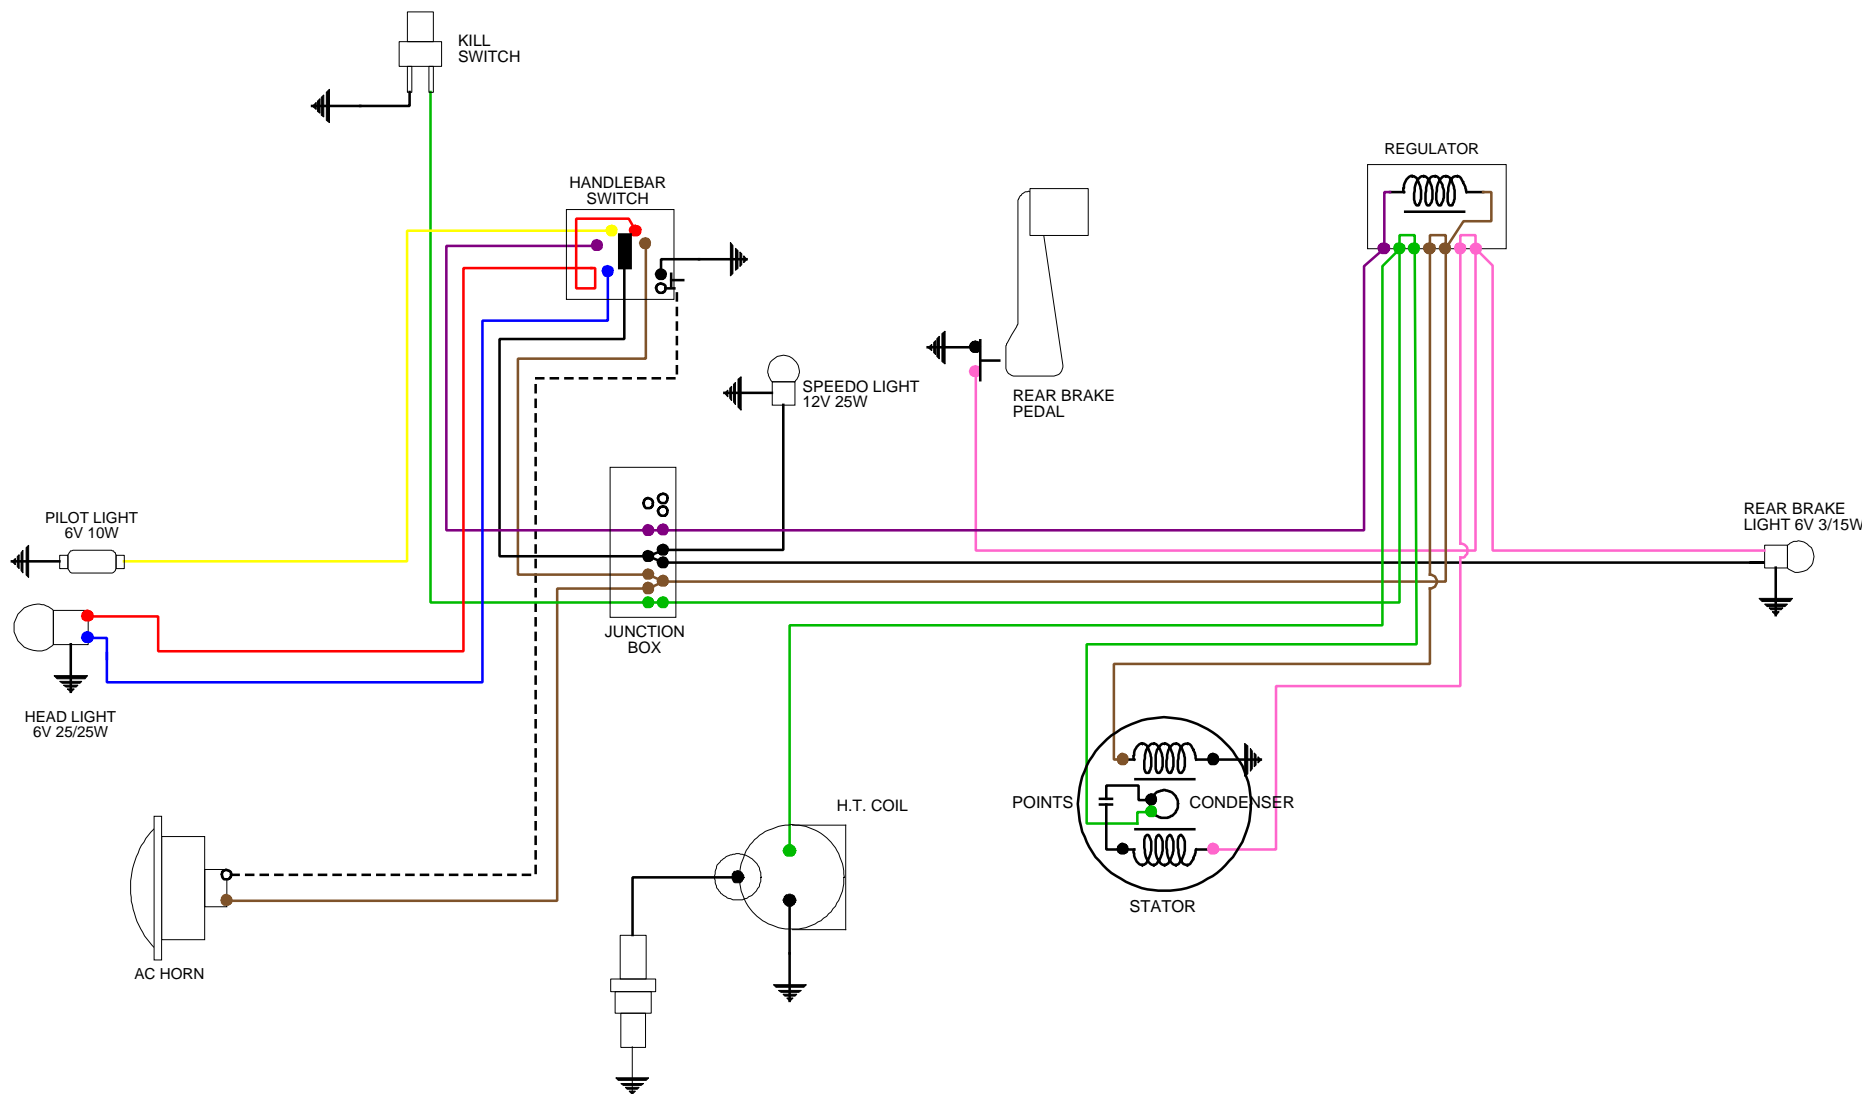 KILL
SWITCH
REGULATOR
HANDLEBAR
SWITCH
SPEEDO LIGHT
12V 25W
REAR BRAKE
PEDAL
PILOT LIGHT
6V 10W
REAR BRAKE
LIGHT 6V 3/15W
JUNCTION
BOX
HEAD LIGHT
6V 25/25W
H.T. COIL
POINTS
CONDENSER
STATOR
AC HORN